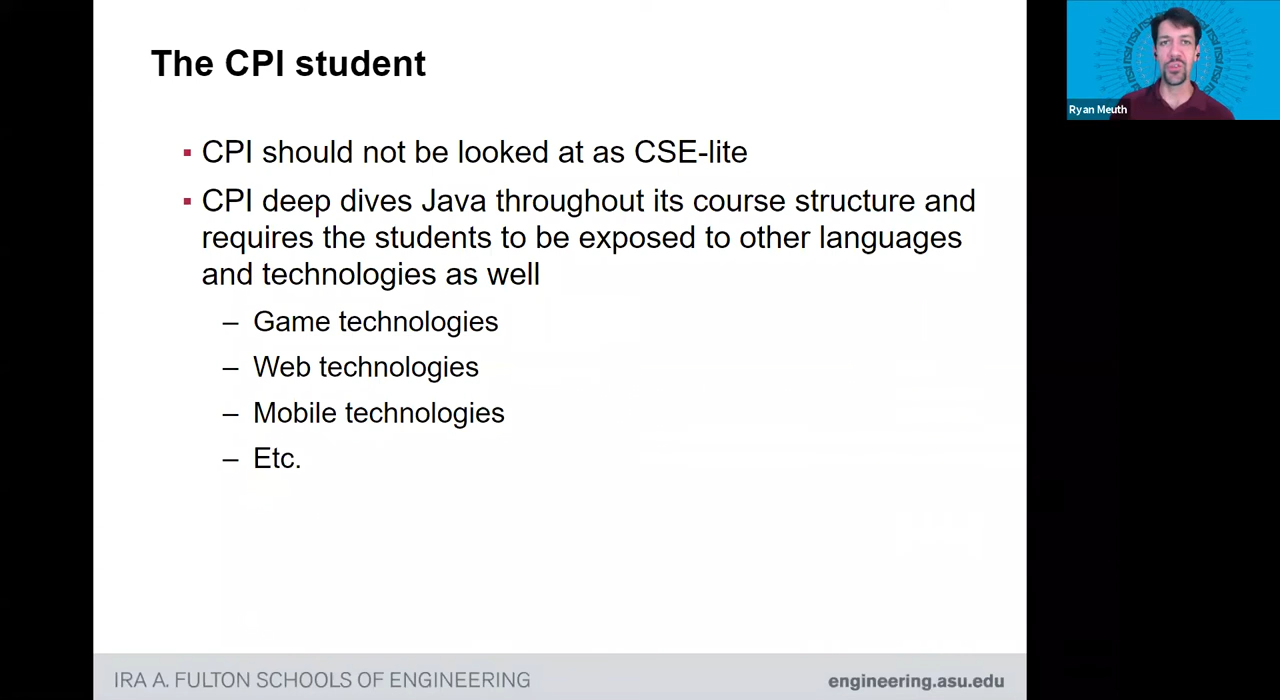 The CPI student
▪ CPI should not be looked at as CSE-lite
▪ CPI deep dives Java throughout its course structure and
requires the students to be exposed to other languages
and technologies as well
– Game technologies
– Web technologies
– Mobile technologies
– Etc.
IRA A. FULTON SCHOOLS OF ENGINEERING
engineering.asu.edu
Ryan Meuth